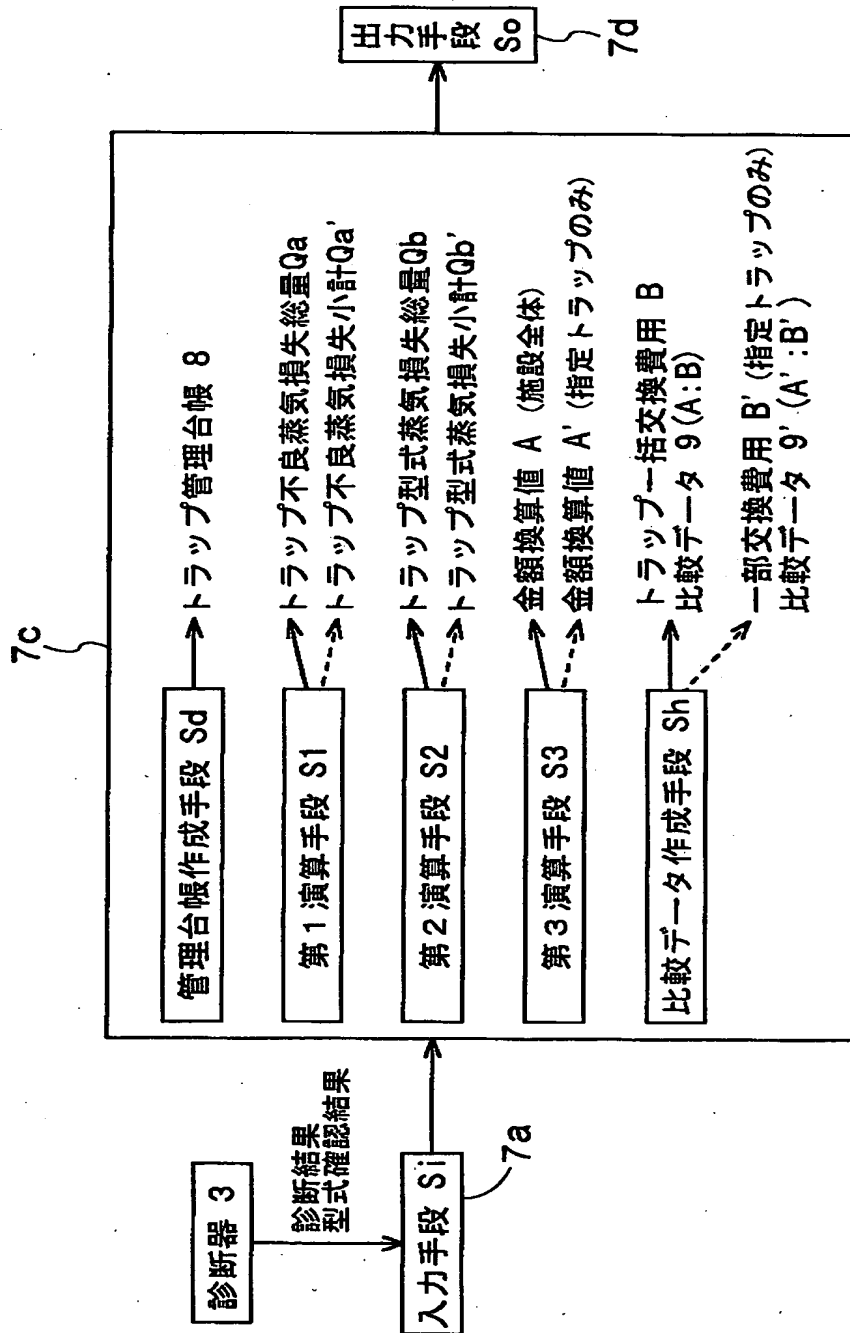 診断器 3
診断結果
型式確認結果
入力手段 Si
7a
7c
管理台帳作成手段 Sd
トラップ管理台帳 8
第1演算手段 S1
トラップ不良蒸気損失総量Qa
トラップ不良蒸気損失小計Qa'
第2演算手段 S2
トラップ型式蒸気損失総量Qb
トラップ型式蒸気損失小計Qb'
第3演算手段 S3
金額換算値 A (施設全体)
金額換算値 A' (指定トラップのみ)
比較データ作成手段 Sh
トラップ一括交換費用 B
比較データ 9(A:B)
一部交換費用 B' (指定トラップのみ)
比較データ 9' (A':B')
出力手段 So
7d